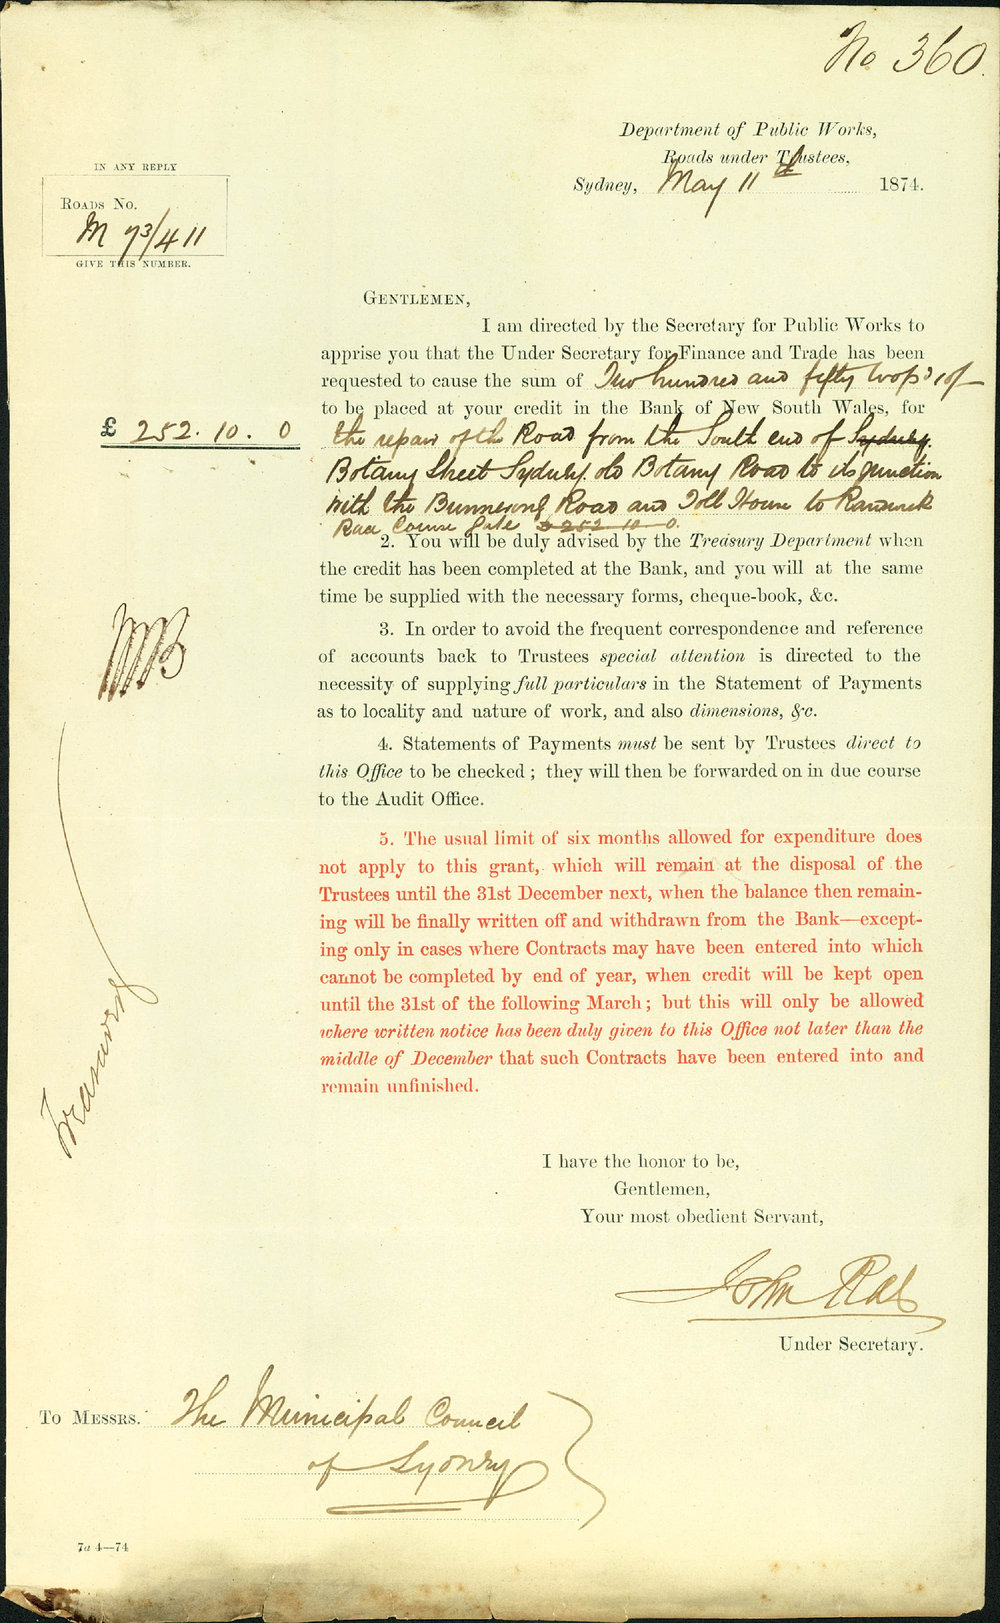 No 360.
Department of Public Works,
Roads under Trustees,
Sydney, May 11th 1874.
IN ANY REPLY
ROADS No.
M 73/411
GIVE THIS NUMBER.
GENTLEMEN,
I am directed by the Secretary for Public Works to
apprise you that the Under Secretary for Finance and Trade has been
requested to cause the sum of Two hundred and fifty two pds 10/-
to be placed at your credit in the Bank of New South Wales, for
£ 252. 10. 0
the repair of the Road from the South end of Sydney.
Botany Street Sydney. old Botany Road to its junction
with the Bunnerong Road and Toll House to Randwick
Race Course Gate £252 10 0.
2. You will be duly advised by the Treasury Department when
the credit has been completed at the Bank, and you will at the same
time be supplied with the necessary forms, cheque-book, &c.
3. In order to avoid the frequent correspondence and reference
of accounts back to Trustees special attention is directed to the
necessity of supplying full particulars in the Statement of Payments
as to locality and nature of work, and also dimensions, &c.
4. Statements of Payments must be sent by Trustees direct to
this Office to be checked; they will then be forwarded on in due course
to the Audit Office.
5. The usual limit of six months allowed for expenditure does
not apply to this grant, which will remain at the disposal of the
Trustees until the 31st December next, when the balance then remain-
ing will be finally written off and withdrawn from the Bank—except-
ing only in cases where Contracts may have been entered into which
cannot be completed by end of year, when credit will be kept open
until the 31st of the following March; but this will only be allowed
where written notice has been duly given to this Office not later than the
middle of December that such Contracts have been entered into and
remain unfinished.
I have the honor to be,
Gentlemen,
Your most obedient Servant,
John Rae
Under Secretary.
TO MESSRS. The Municipal Council
of Sydney
7a 4—74